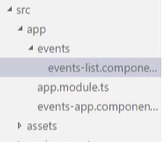 src
app
events
events-list.compone...
app.module.ts
events-app.componen...
assets